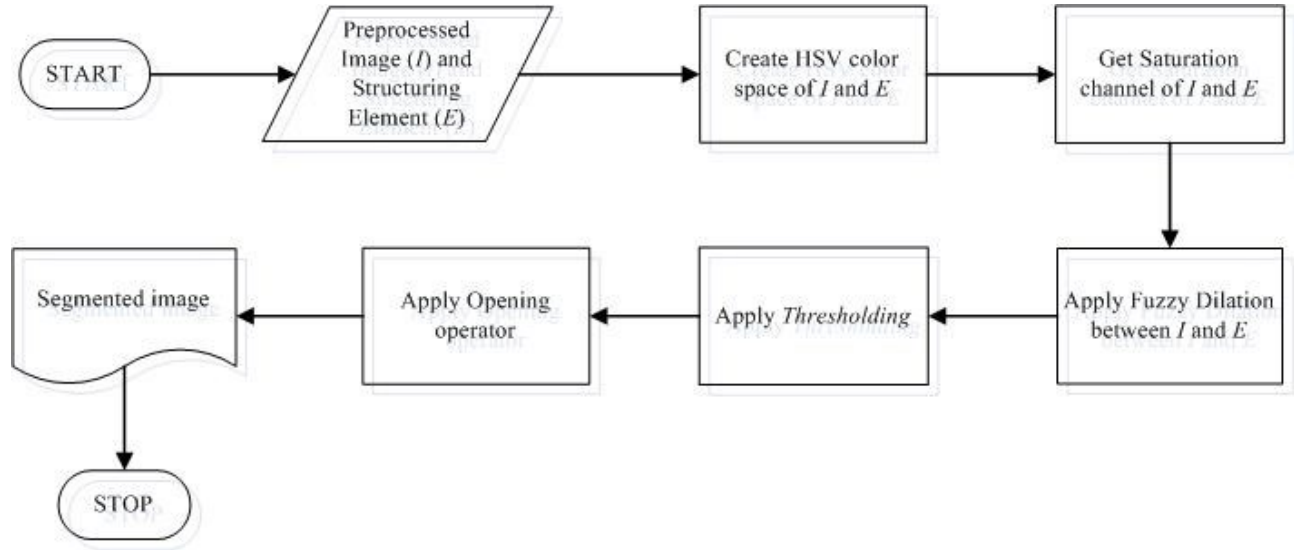 START
Preprocessed
Image (I) and
Structuring
Element (E)
Create HSV color
space of I and E
Get Saturation
channel of I and E
Apply Fuzzy Dilation
between I and E
Apply Thresholding
Apply Opening
operator
Segmented image
STOP